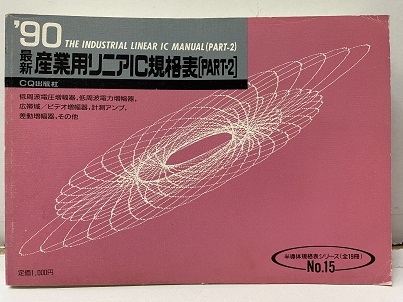 '90
THE INDUSTRIAL LINEAR IC MANUAL(PART-2)
最新 産業用リニアIC規格表[PART-2]
CQ出版社
低周波電圧増幅器，低周波電力増幅器，
広帯域／ビデオ増幅器，計測アンプ，
差動増幅器，その他
定価1,000円
半導体規格表シリーズ(全19冊)
No.15